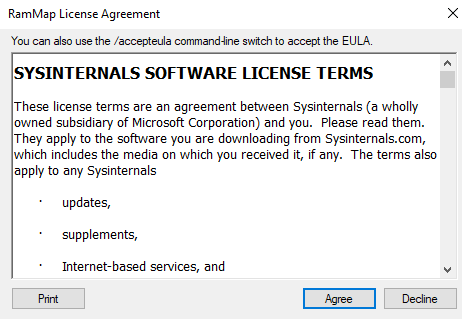 RamMap License Agreement
You can also use the /accepteula command-line switch to accept the EULA.
SYSINTERNALS SOFTWARE LICENSE TERMS
These license terms are an agreement between Sysinternals (a wholly
owned subsidiary of Microsoft Corporation) and you.  Please read them.
They apply to the software you are downloading from Sysinternals.com,
which includes the media on which you received it, if any.  The terms also
apply to any Sysinternals
· updates,
· supplements,
· Internet-based services, and
Print Agree Decline